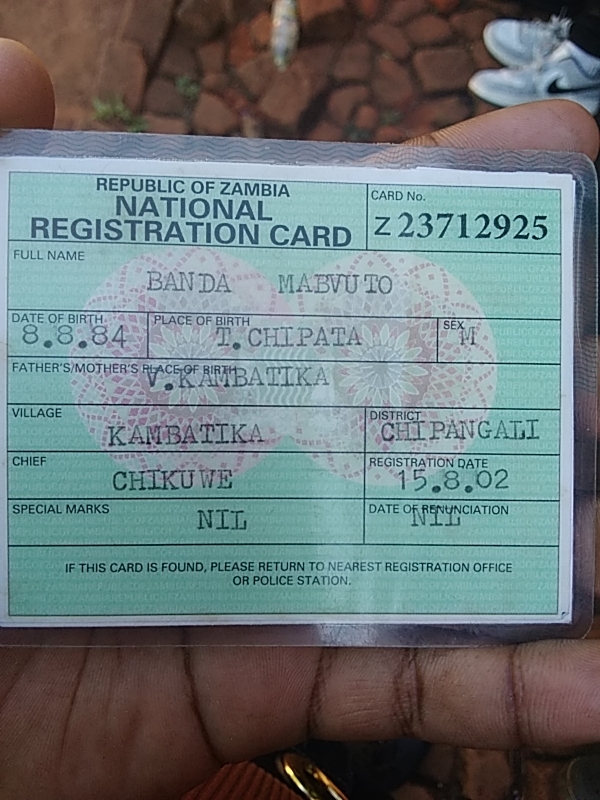 REPUBLIC OF ZAMBIA
NATIONAL
REGISTRATION CARD
CARD No.
Z 23712925
FULL NAME
BANDA MABVUTO
DATE OF BIRTH
8.8.84
PLACE OF BIRTH
T.CHIPATA
SEX
M
FATHER'S/MOTHER'S PLACE OF BIRTH
V.KAMBATIKA
VILLAGE
KAMBATIKA
DISTRICT
CHIPANGALI
CHIEF
CHIKUWE
REGISTRATION DATE
15.8.02
SPECIAL MARKS
NIL
DATE OF RENUNCIATION
NIL
IF THIS CARD IS FOUND, PLEASE RETURN TO NEAREST REGISTRATION OFFICE
OR POLICE STATION.